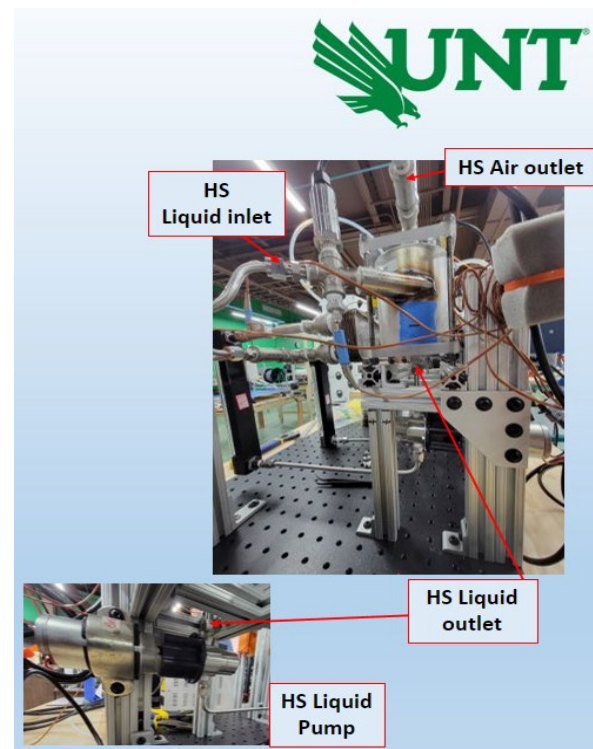 UNT®
HS Air outlet
HS
Liquid inlet
HS Liquid
outlet
HS Liquid
Pump